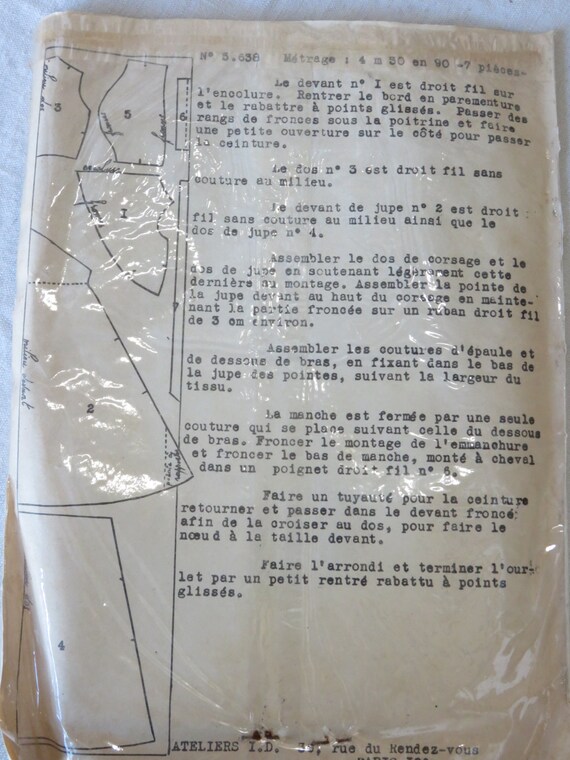 N° 3.638 Métrage : 4 m 30 en 90 -7 pièces-
Le devant n° I est droit fil sur
l'encolure. Rentrer le bord en parementure
et le rabattre à points glissés. Passer des
rangs de fronces sous la poitrine et faire
une petite ouverture sur le côté pour passer
la ceinture.
Le dos n° 3 est droit fil sans
couture au milieu.
Le devant de jupe n° 2 est droit
fil sans couture au milieu ainsi que le
dos de jupe n° 4.
Assembler le dos de corsage et le
dos de jupe en soutenant légèrement cette
dernière au montage. Assembler la pointe de
la jupe devant au haut du corsage en mainte-
nant la partie froncée sur un ruban droit fil
de 3 cm environ.
Assembler les coutures d'épaule et
de dessous de bras, en fixant dans le bas de
la jupe des pointes, suivant la largeur du
tissu.
La manche est fermée par une seule
couture qui se place suivant celle du dessous
de bras. Froncer le montage de l'emmanchure
et froncer le bas de manche, monté à cheval
dans un poignet droit fil n° 6.
Faire un tuyauté pour la ceinture
retourner et passer dans le devant froncé
afin de la croiser au dos, pour faire le
nœud à la taille devant.
Faire l'arrondi et terminer l'our-
let par un petit rentré rabattu à points
glissés.
ATELIERS I.D. 35, rue du Rendez-vous
3
5
6
I
7
milieu devant
2
4